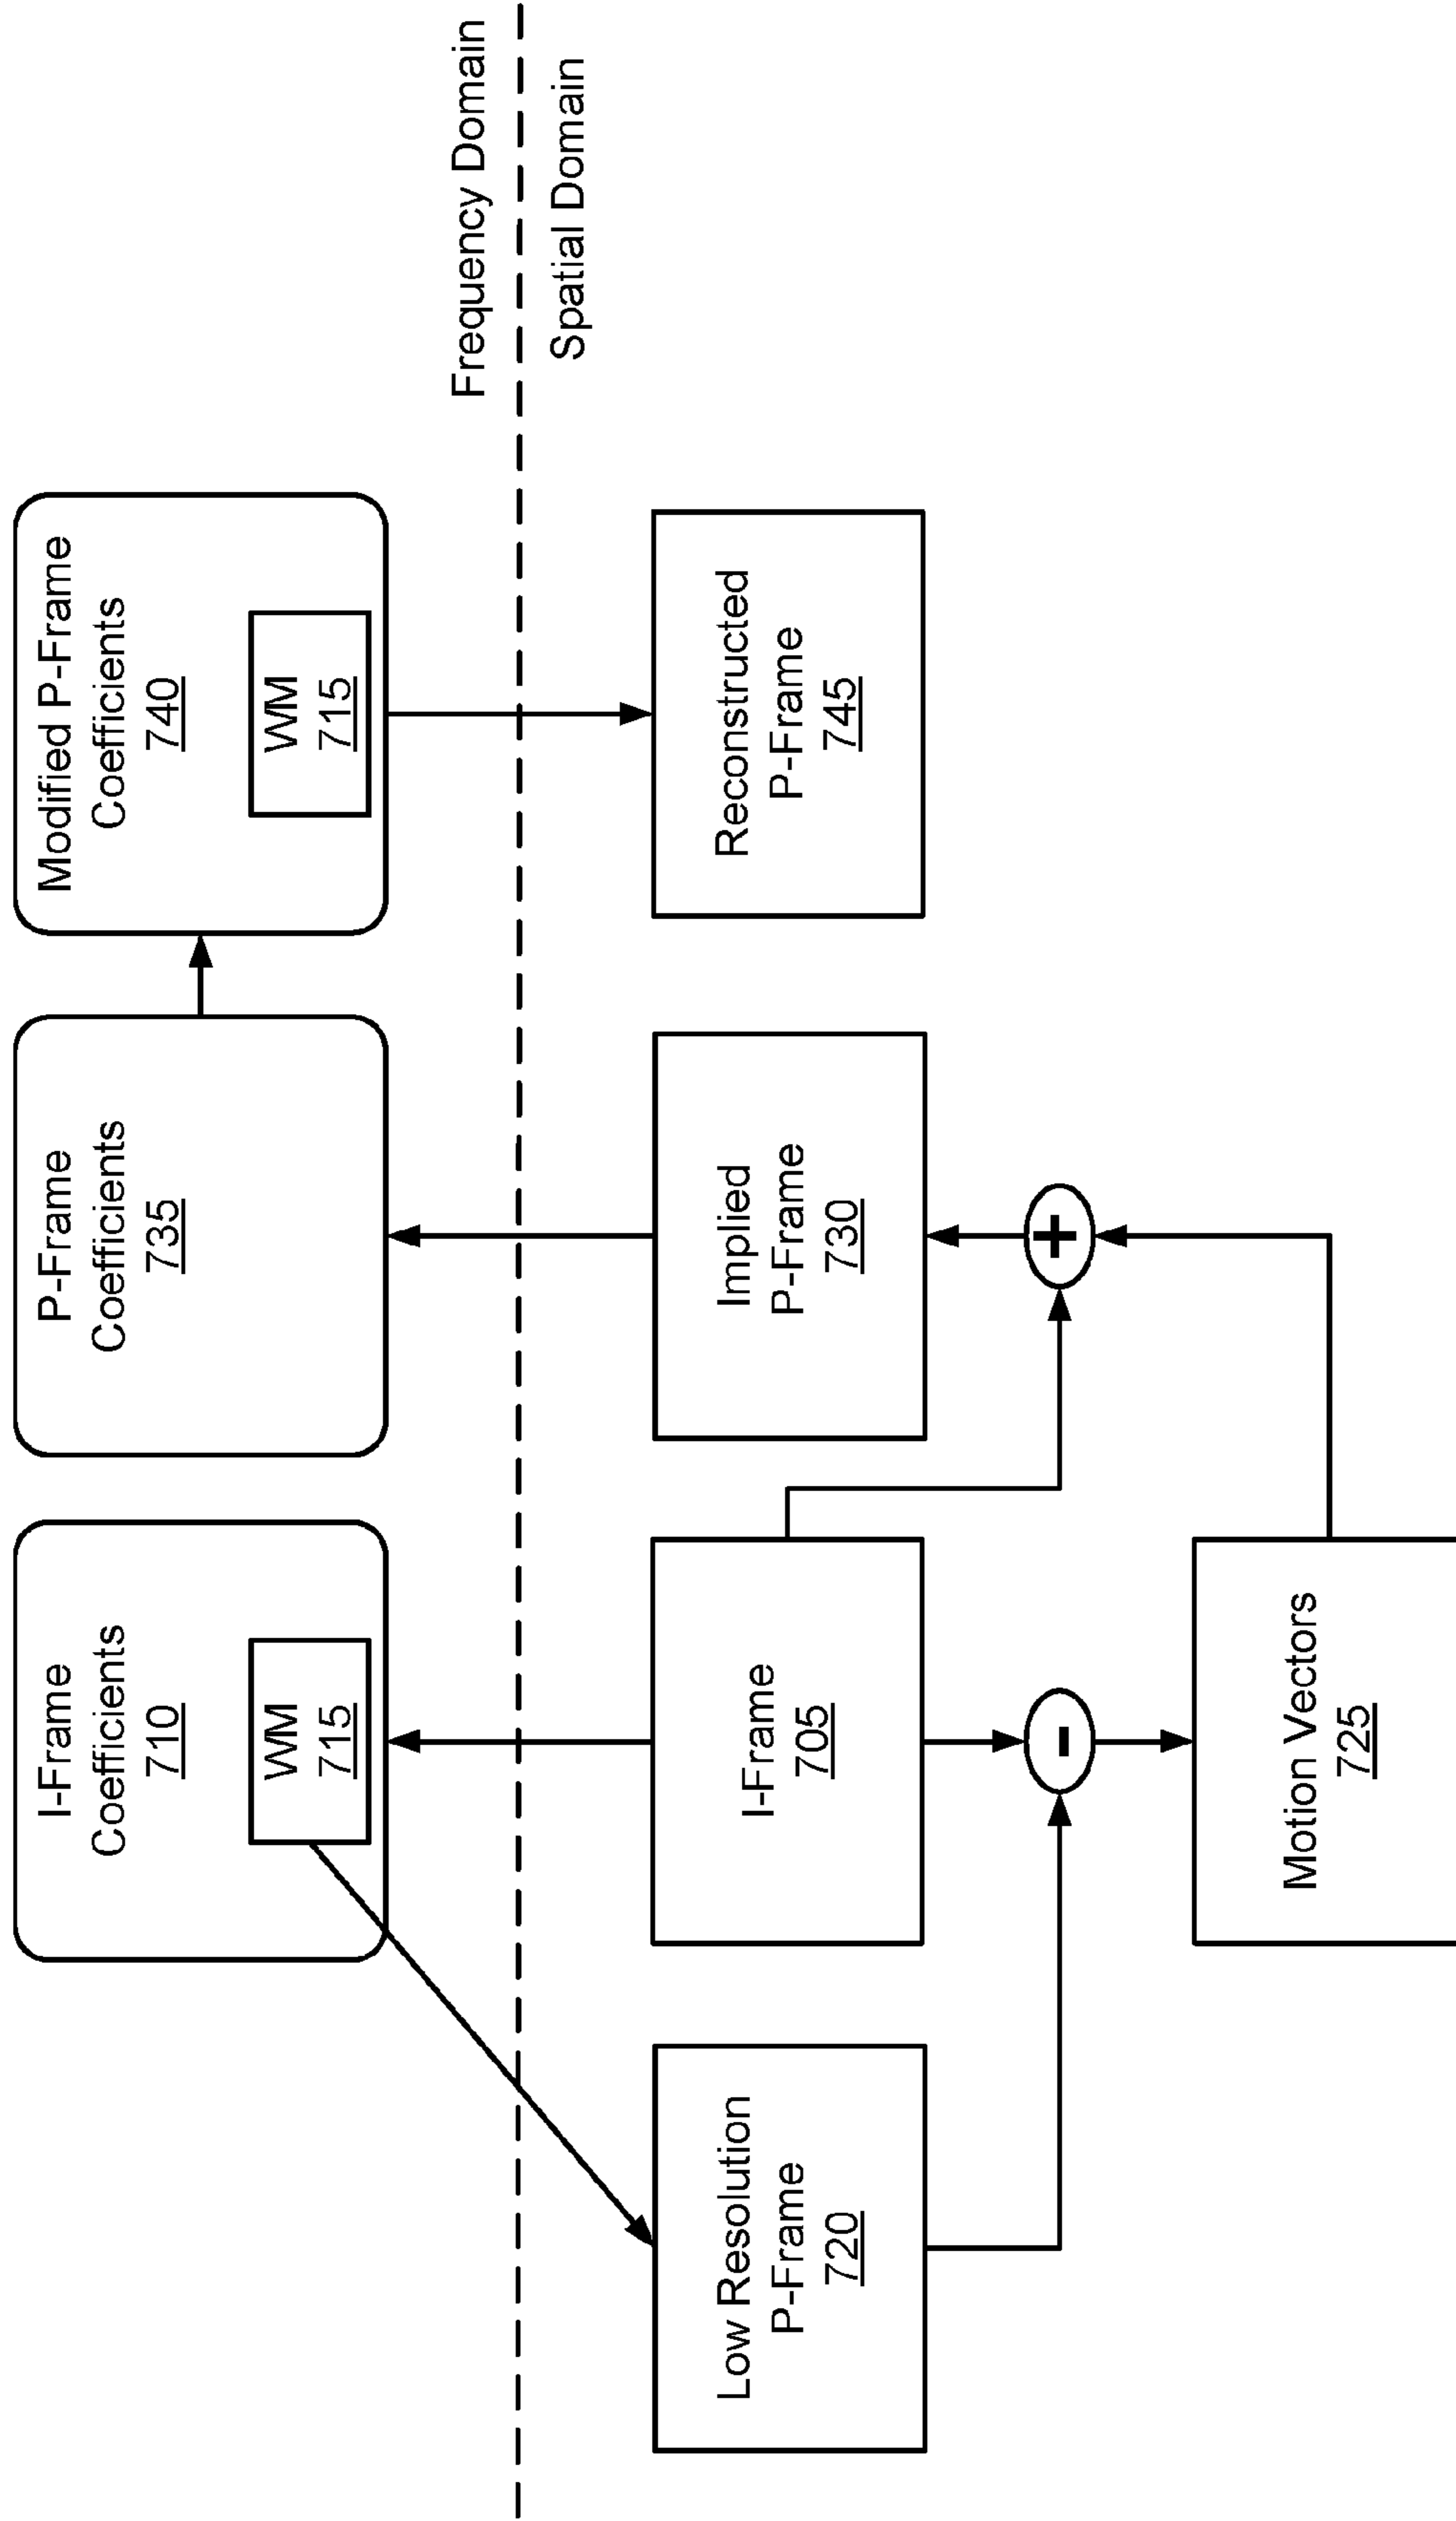 I-Frame
Coefficients
710
WM
715
P-Frame
Coefficients
735
Modified P-Frame
Coefficients
740
WM
715
Frequency Domain
Spatial Domain
Low Resolution
P-Frame
720
I-Frame
705
Implied
P-Frame
730
Reconstructed
P-Frame
745
-
+
Motion Vectors
725